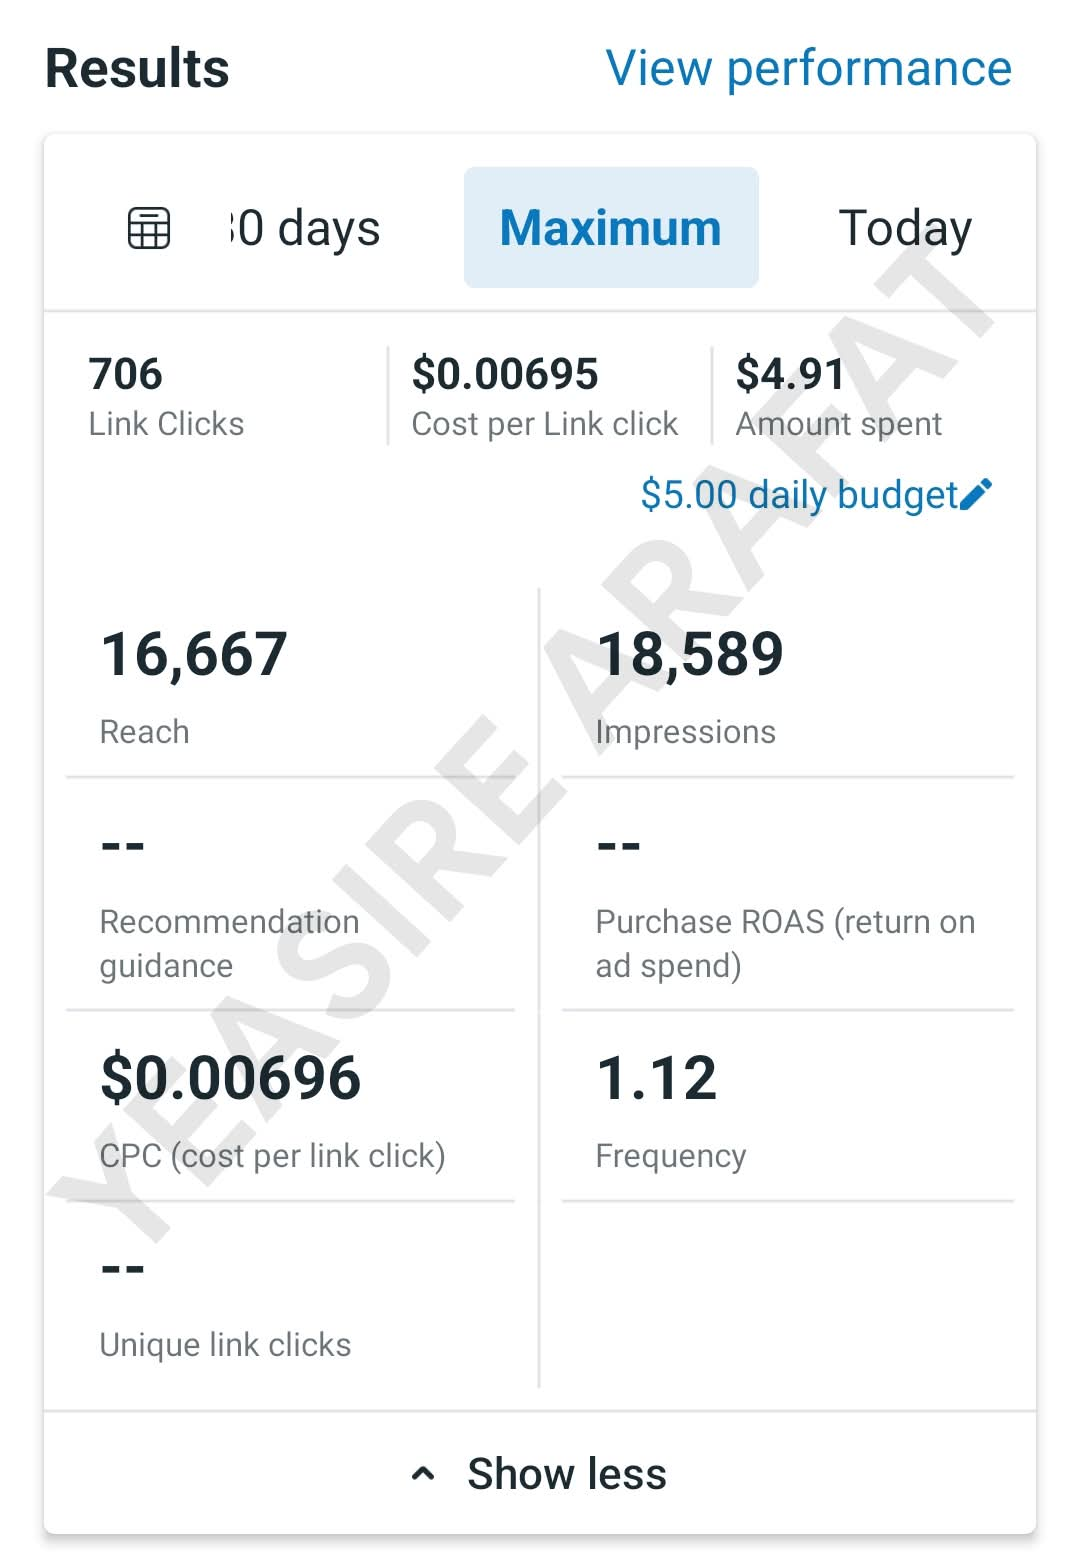 Results
View performance
30 days
Maximum
Today
706
Link Clicks
$0.00695
Cost per Link click
$4.91
Amount spent
$5.00 daily budget
16,667
Reach
18,589
Impressions
--
Recommendation
guidance
--
Purchase ROAS (return on
ad spend)
$0.00696
CPC (cost per link click)
1.12
Frequency
--
Unique link clicks
Show less
YEASIRE ARAFAT